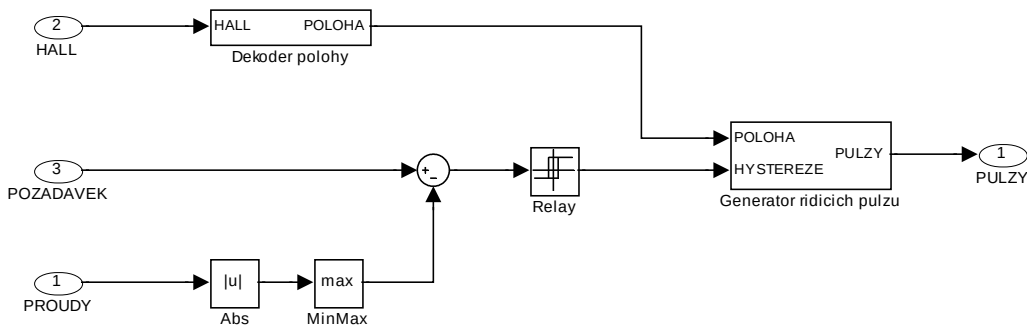 2
HALL
HALL
POLOHA
Dekoder polohy
3
POZADAVEK
+
−
Relay
POLOHA
HYSTEREZE
PULZY
Generator ridicich pulzu
1
PULZY
1
PROUDY
|u|
Abs
max
MinMax